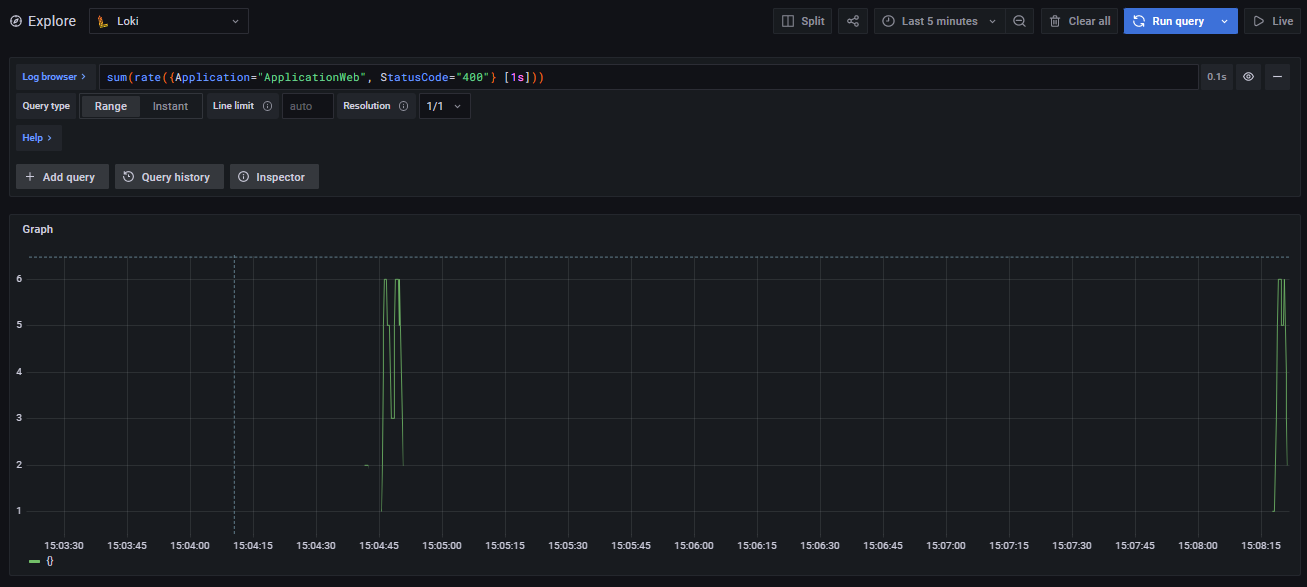 Explore Loki Split Last 5 minutes Clear all Run query Live
Log browser > sum(rate({Application="ApplicationWeb", StatusCode="400"} [1s])) 0.1s
Query type Range Instant Line limit auto Resolution 1/1
Help >
+ Add query Query history Inspector
Graph
6
5
4
3
2
1
15:03:30 15:03:45 15:04:00 15:04:15 15:04:30 15:04:45 15:05:00 15:05:15 15:05:30 15:05:45 15:06:00 15:06:15 15:06:30 15:06:45 15:07:00 15:07:15 15:07:30 15:07:45 15:08:00 15:08:15
{}